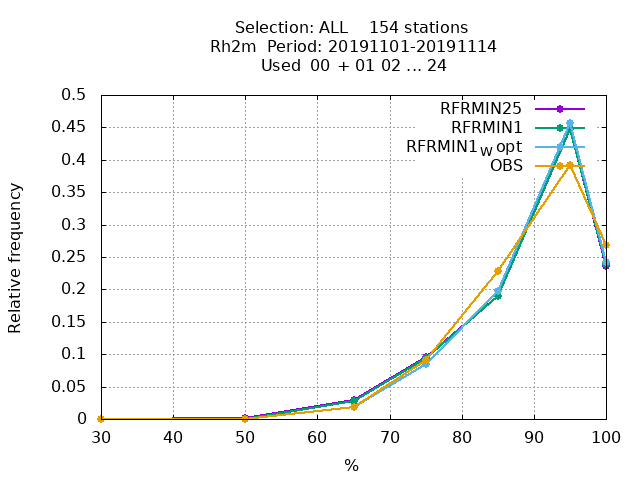 Selection: ALL    154 stations
Rh2m  Period: 20191101-20191114
Used  00 + 01 02 ... 24
0.5
RFRMIN25
0.45
RFRMIN1
0.4
RFRMIN1w opt
OBS
0.35
0.3
0.25
0.2
0.15
0.1
0.05
0
Relative frequency
30 40 50 60 70 80 90 100
%